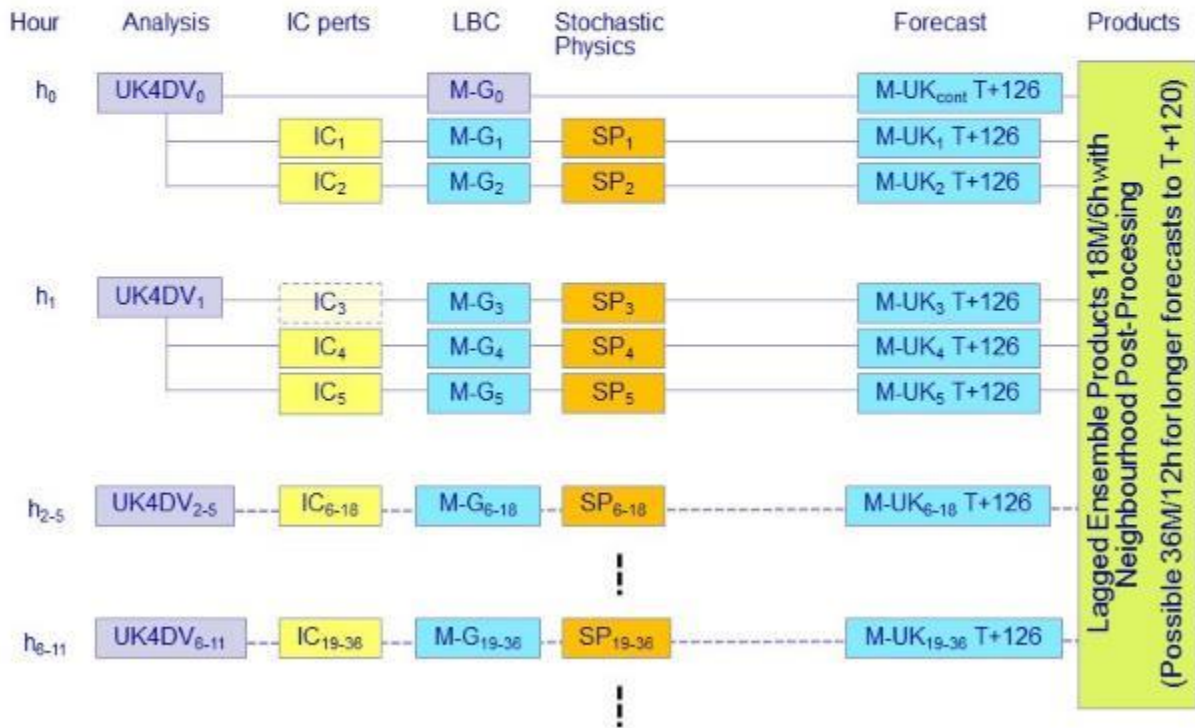 Hour Analysis IC perts LBC Stochastic Physics Forecast Products
h₀ UK4DV₀ M-G₀ M-UKcont T+126
IC₁ M-G₁ SP₁ M-UK₁ T+126
IC₂ M-G₂ SP₂ M-UK₂ T+126
h₁ UK4DV₁ IC₃ M-G₃ SP₃ M-UK₃ T+126
IC₄ M-G₄ SP₄ M-UK₄ T+126
IC₅ M-G₅ SP₅ M-UK₅ T+126
h₂₋₅ UK4DV₂₋₅ IC₆₋₁₈ M-G₆₋₁₈ SP₆₋₁₈ M-UK₆₋₁₈ T+126
h₆₋₁₁ UK4DV₆₋₁₁ IC₁₉₋₃₆ M-G₁₉₋₃₆ SP₁₉₋₃₆ M-UK₁₉₋₃₆ T+126
Lagged Ensemble Products 18M/6h with
Neighbourhood Post-Processing
(Possible 36M/12h for longer forecasts to T+120)